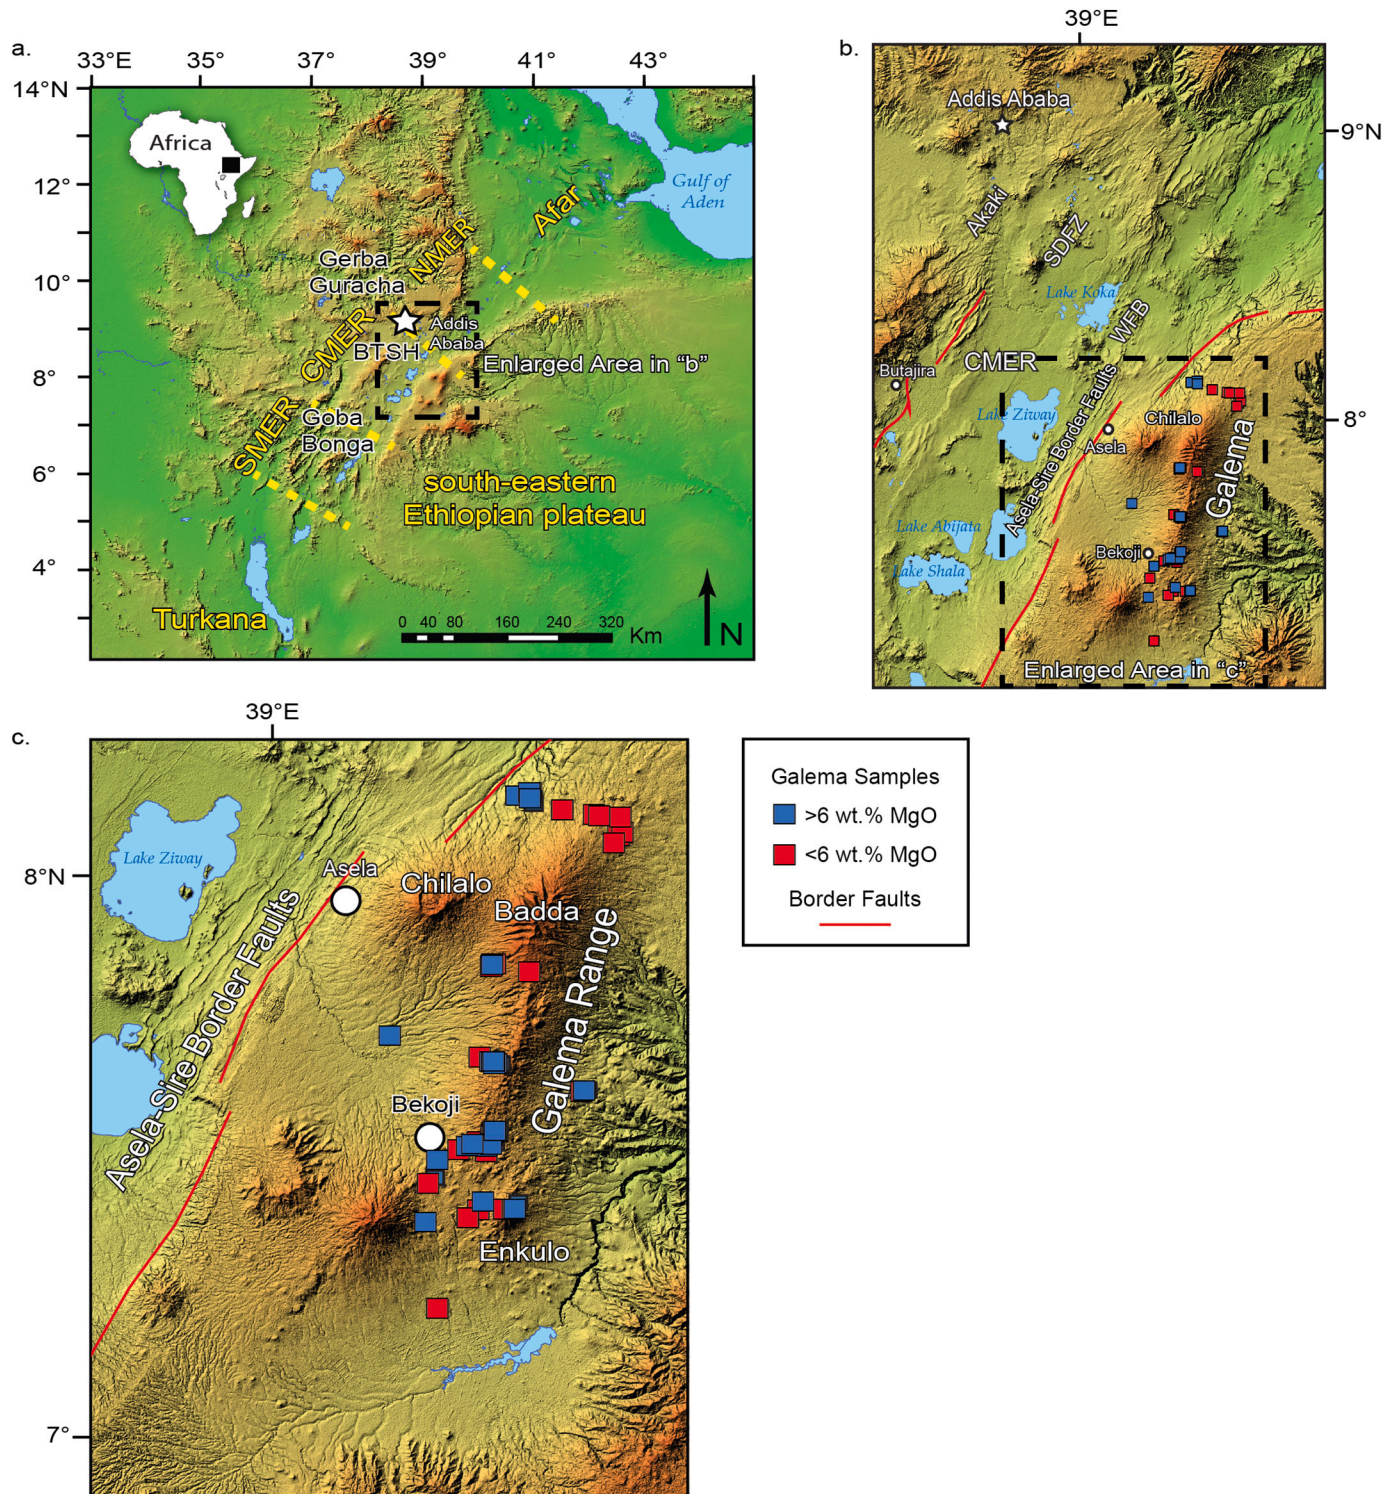 a.
33°E 35° 37° 39° 41° 43°
14°N
12°
10°
8°
6°
4°
Africa
Gulf of
Aden
Afar
NMER
Gerba
Guracha
CMER
Addis
Ababa
BTSH
Enlarged Area in “b”
SMER
Goba
Bonga
south-eastern
Ethiopian plateau
Turkana
0 40 80 160 240 320
Km
N
b.
39°E
9°N
8°
Addis Ababa
Akaki
SDFZ
Lake Koka
WFB
CMER
Butajira
Lake Ziway
Asela-Sire Border Faults
Asela
Chilalo
Galema
Lake Abijata
Bekoji
Lake Shala
Enlarged Area in “c”
c.
39°E
8°N
7°
Lake Ziway
Asela
Chilalo
Badda
Asela-Sire Border Faults
Galema Range
Bekoji
Enkulo
Galema Samples
>6 wt.% MgO
<6 wt.% MgO
Border Faults